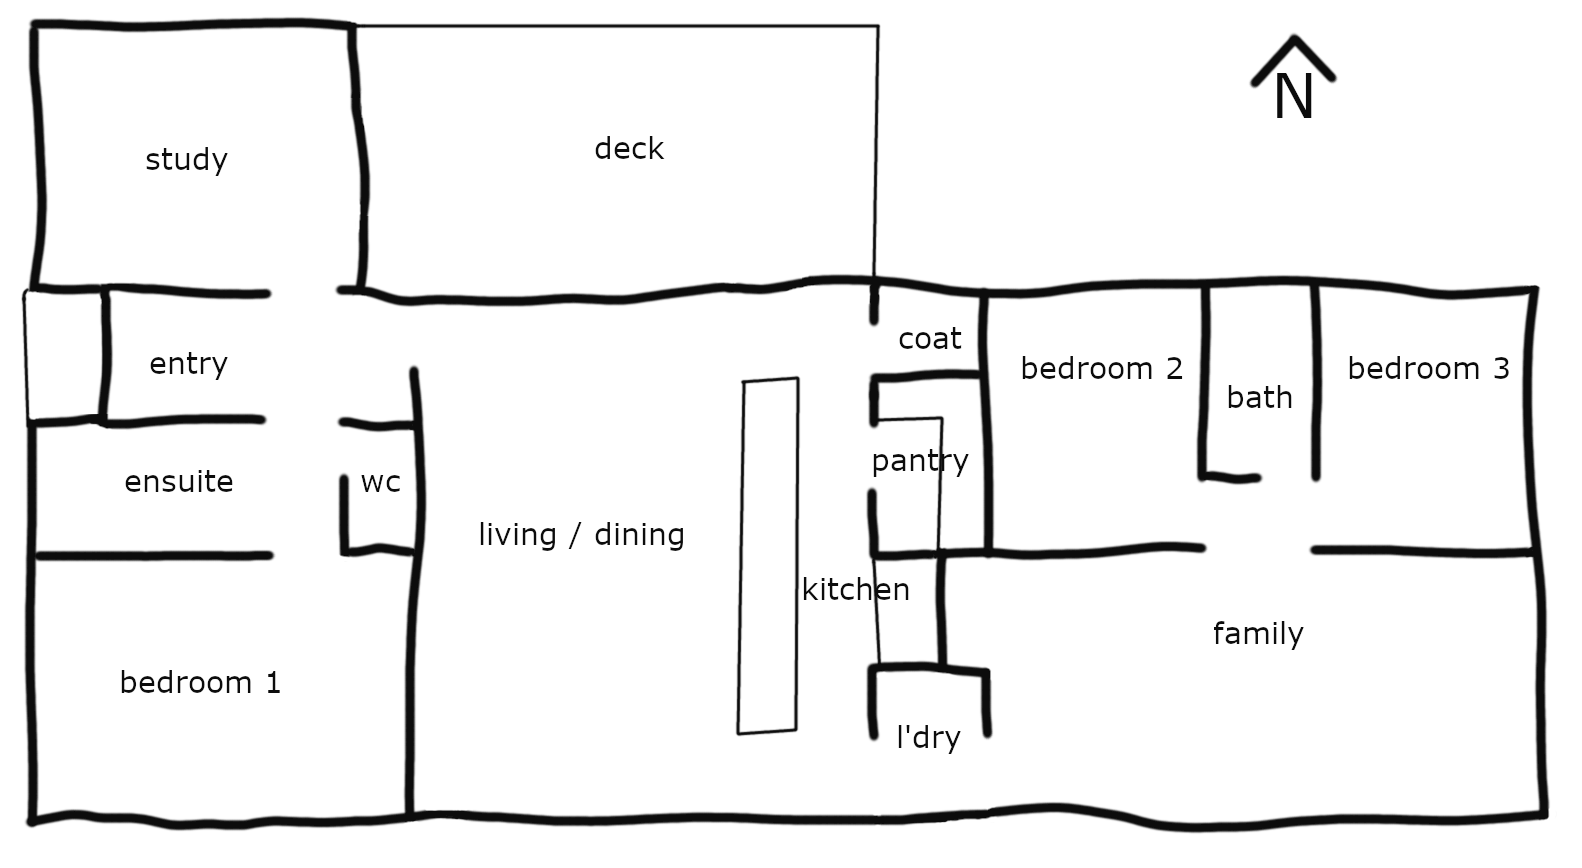 study
deck
N
entry
coat
bedroom 2
bath
bedroom 3
ensuite
wc
pantry
living / dining
kitchen
family
bedroom 1
l'dry